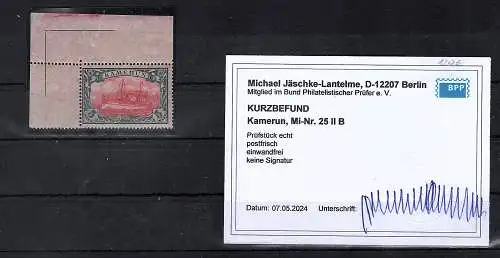 KAMERUN
Michael Jäschke-Lantelme, D-12207 Berlin
Mitglied im Bund Philatelistischer Prüfer e. V.
BPP
KURZBEFUND
Kamerun, Mi-Nr. 25 II B
Prüfstück echt
postfrisch
einwandfrei
keine Signatur
Datum: 07.05.2024 Unterschrift: